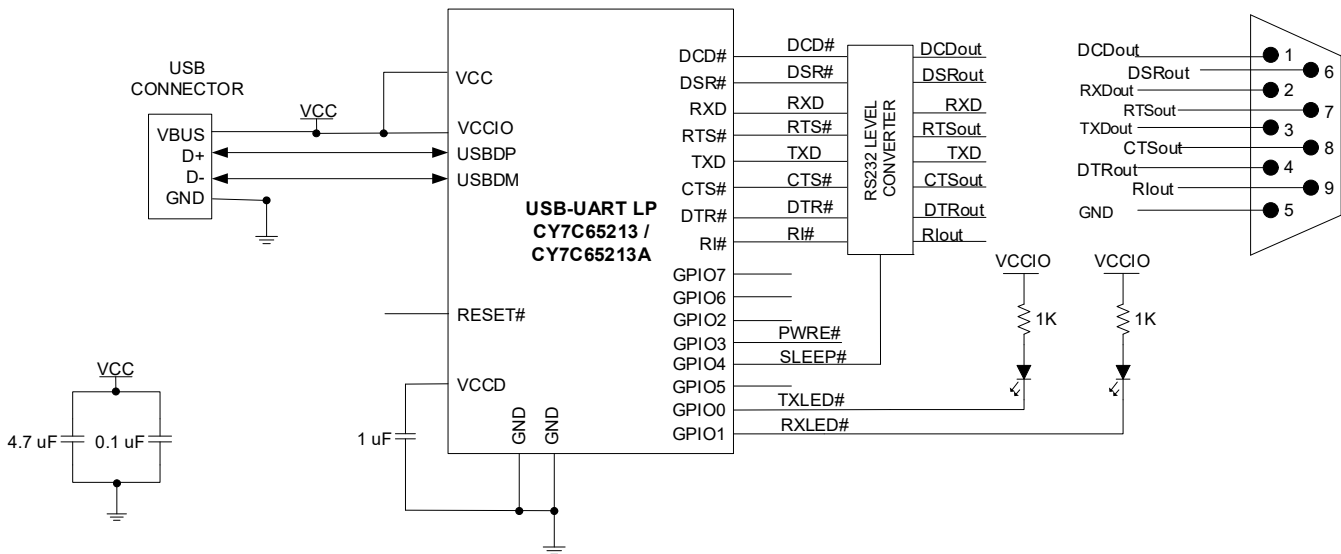 USB
CONNECTOR
VBUS
D+
D-
GND
VCC
VCC
VCCIO
USBDP
USBDM
RESET#
VCCD
GND
GND
USB-UART LP
CY7C65213 /
CY7C65213A
DCD#
DSR#
RXD
RTS#
TXD
CTS#
DTR#
RI#
GPIO7
GPIO6
GPIO2
GPIO3
GPIO4
GPIO5
GPIO0
GPIO1
DCD#
DSR#
RXD
RTS#
TXD
CTS#
DTR#
RI#
PWRE#
SLEEP#
TXLED#
RXLED#
RS232 LEVEL
CONVERTER
DCDout
DSRout
RXD
RTSout
TXD
CTSout
DTRout
RIout
DCDout 1
DSRout 6
RXDout 2
RTSout 7
TXDout 3
CTSout 8
DTRout 4
RIout 9
GND 5
VCCIO
1K
VCCIO
1K
VCC
4.7 uF
0.1 uF
1 uF